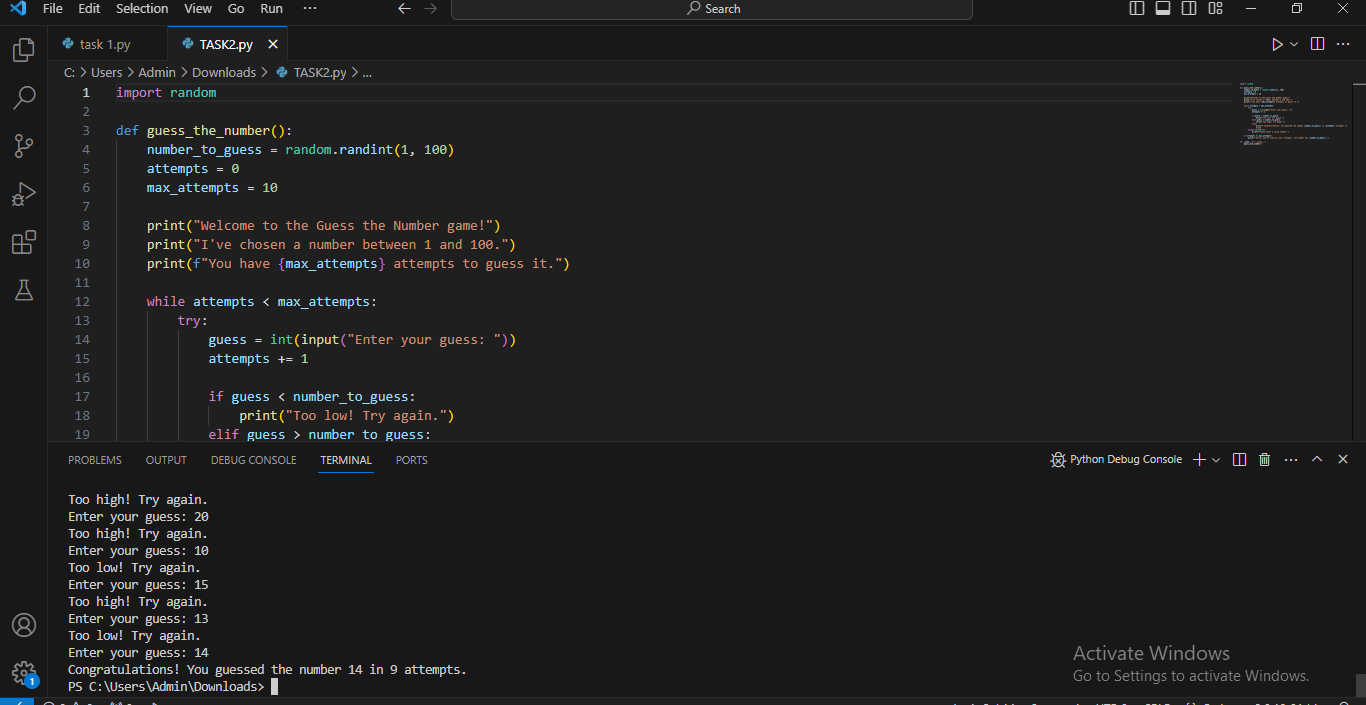 File Edit Selection View Go Run ··· Search
task 1.py TASK2.py
C: > Users > Admin > Downloads > TASK2.py > ...
1 import random
2
3 def guess_the_number():
4 number_to_guess = random.randint(1, 100)
5 attempts = 0
6 max_attempts = 10
7
8 print("Welcome to the Guess the Number game!")
9 print("I've chosen a number between 1 and 100.")
10 print(f"You have {max_attempts} attempts to guess it.")
11
12 while attempts < max_attempts:
13 try:
14 guess = int(input("Enter your guess: "))
15 attempts += 1
16
17 if guess < number_to_guess:
18 print("Too low! Try again.")
19 elif guess > number_to_guess:
PROBLEMS OUTPUT DEBUG CONSOLE TERMINAL PORTS Python Debug Console
Too high! Try again.
Enter your guess: 20
Too high! Try again.
Enter your guess: 10
Too low! Try again.
Enter your guess: 15
Too high! Try again.
Enter your guess: 13
Too low! Try again.
Enter your guess: 14
Congratulations! You guessed the number 14 in 9 attempts.
PS C:\Users\Admin\Downloads>
1
Activate Windows
Go to Settings to activate Windows.